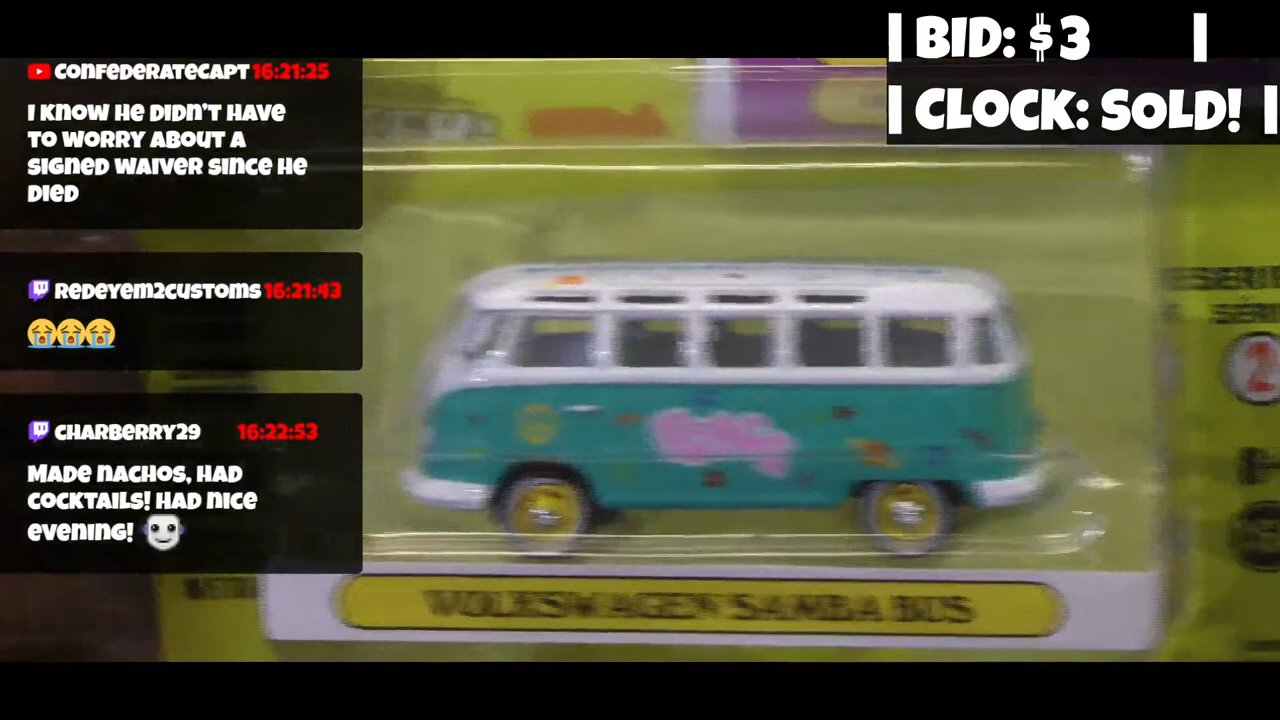 | BID: $3 |
| CLOCK: SOLD! |
CONFEDERATECAPT 16:21:25
I KNOW HE DIDN'T HAVE
TO WORRY ABOUT A
SIGNED WAIVER SINCE HE
DIED
REDEYEM2CUSTOMS 16:21:43
😭😭😭
CHARBERRY29 16:22:53
MADE NACHOS, HAD
COCKTAILS! HAD NICE
EVENING!
VOLKSWAGEN SAMBA BUS
2